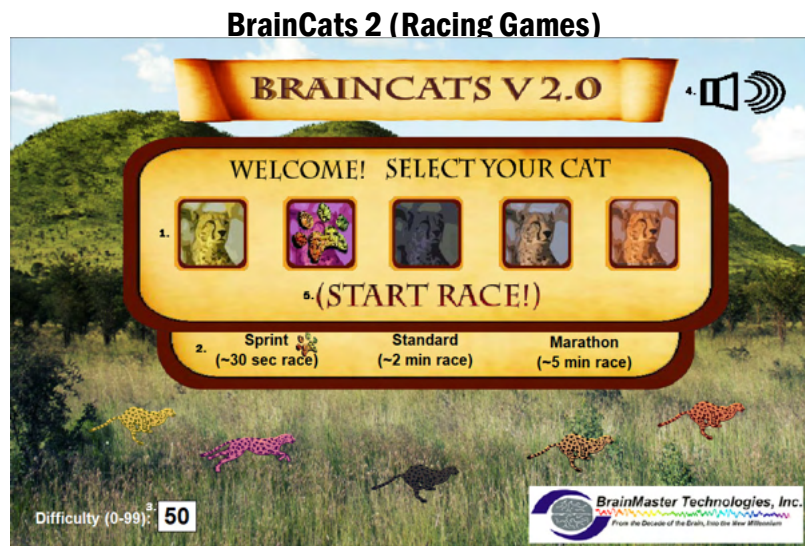 BrainCats 2 (Racing Games)
BRAINCATS V 2.0
4.
WELCOME! SELECT YOUR CAT
1.
5. (START RACE!)
2. Sprint Standard Marathon
(~30 sec race) (~2 min race) (~5 min race)
3.
Difficulty (0-99): 50
BrainMaster Technologies, Inc.
From the Decade of the Brain, Into the New Millennium